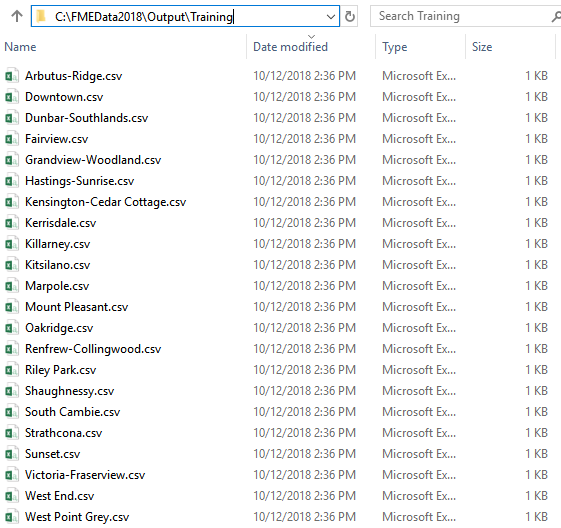 C:\FMEData2018\Output\Training Search Training
Name Date modified Type Size
Arbutus-Ridge.csv 10/12/2018 2:36 PM Microsoft Ex... 1 KB
Downtown.csv 10/12/2018 2:36 PM Microsoft Ex... 1 KB
Dunbar-Southlands.csv 10/12/2018 2:36 PM Microsoft Ex... 1 KB
Fairview.csv 10/12/2018 2:36 PM Microsoft Ex... 1 KB
Grandview-Woodland.csv 10/12/2018 2:36 PM Microsoft Ex... 1 KB
Hastings-Sunrise.csv 10/12/2018 2:36 PM Microsoft Ex... 1 KB
Kensington-Cedar Cottage.csv 10/12/2018 2:36 PM Microsoft Ex... 1 KB
Kerrisdale.csv 10/12/2018 2:36 PM Microsoft Ex... 1 KB
Killarney.csv 10/12/2018 2:36 PM Microsoft Ex... 1 KB
Kitsilano.csv 10/12/2018 2:36 PM Microsoft Ex... 1 KB
Marpole.csv 10/12/2018 2:36 PM Microsoft Ex... 1 KB
Mount Pleasant.csv 10/12/2018 2:36 PM Microsoft Ex... 1 KB
Oakridge.csv 10/12/2018 2:36 PM Microsoft Ex... 1 KB
Renfrew-Collingwood.csv 10/12/2018 2:36 PM Microsoft Ex... 1 KB
Riley Park.csv 10/12/2018 2:36 PM Microsoft Ex... 1 KB
Shaughnessy.csv 10/12/2018 2:36 PM Microsoft Ex... 1 KB
South Cambie.csv 10/12/2018 2:36 PM Microsoft Ex... 1 KB
Strathcona.csv 10/12/2018 2:36 PM Microsoft Ex... 1 KB
Sunset.csv 10/12/2018 2:36 PM Microsoft Ex... 1 KB
Victoria-Fraserview.csv 10/12/2018 2:36 PM Microsoft Ex... 1 KB
West End.csv 10/12/2018 2:36 PM Microsoft Ex... 1 KB
West Point Grey.csv 10/12/2018 2:36 PM Microsoft Ex... 1 KB